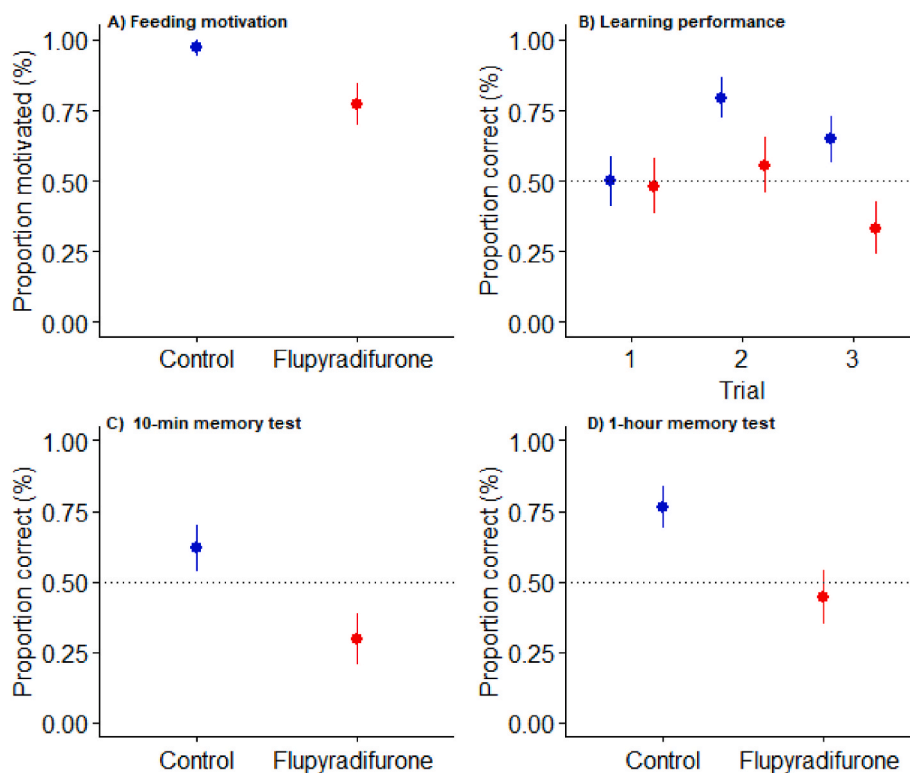 A) Feeding motivation
Proportion motivated (%)
1.00
0.75
0.50
0.25
0.00
Control Flupyradifurone
B) Learning performance
Proportion correct (%)
1.00
0.75
0.50
0.25
0.00
1 2 3
Trial
C) 10-min memory test
Proportion correct (%)
1.00
0.75
0.50
0.25
0.00
Control Flupyradifurone
D) 1-hour memory test
Proportion correct (%)
1.00
0.75
0.50
0.25
0.00
Control Flupyradifurone